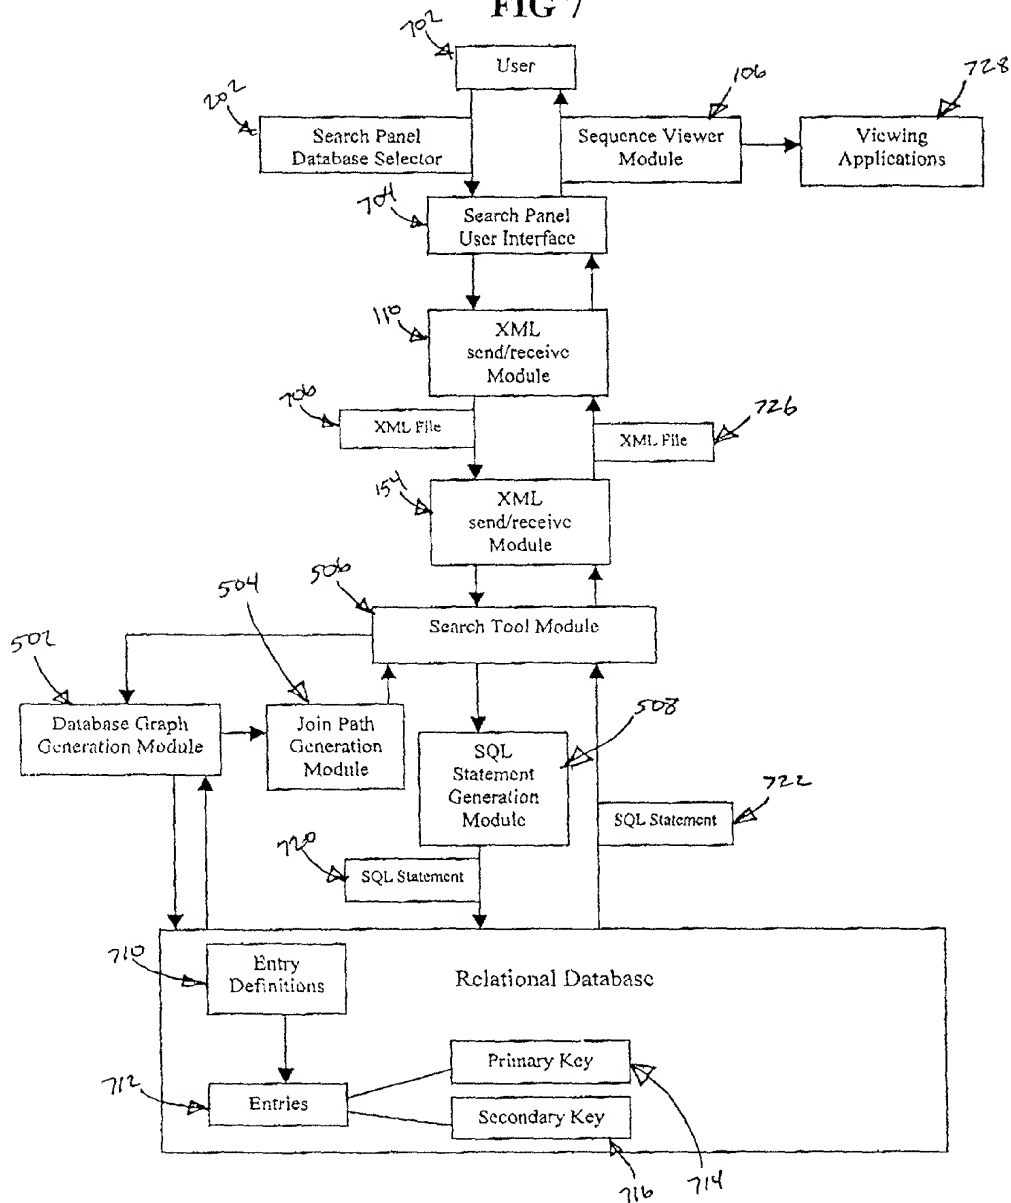 FIG 7
702
User
202
Search Panel
Database Selector
106
Sequence Viewer
Module
728
Viewing
Applications
704
Search Panel
User Interface
110
XML
send/receive
Module
706
XML File
726
XML File
154
XML
send/receive
Module
506
Search Tool Module
504
502
Database Graph
Generation Module
Join Path
Generation
Module
508
SQL
Statement
Generation
Module
722
SQL Statement
720
SQL Statement
710
Entry
Definitions
Relational Database
712
Entries
Primary Key
Secondary Key
716
714